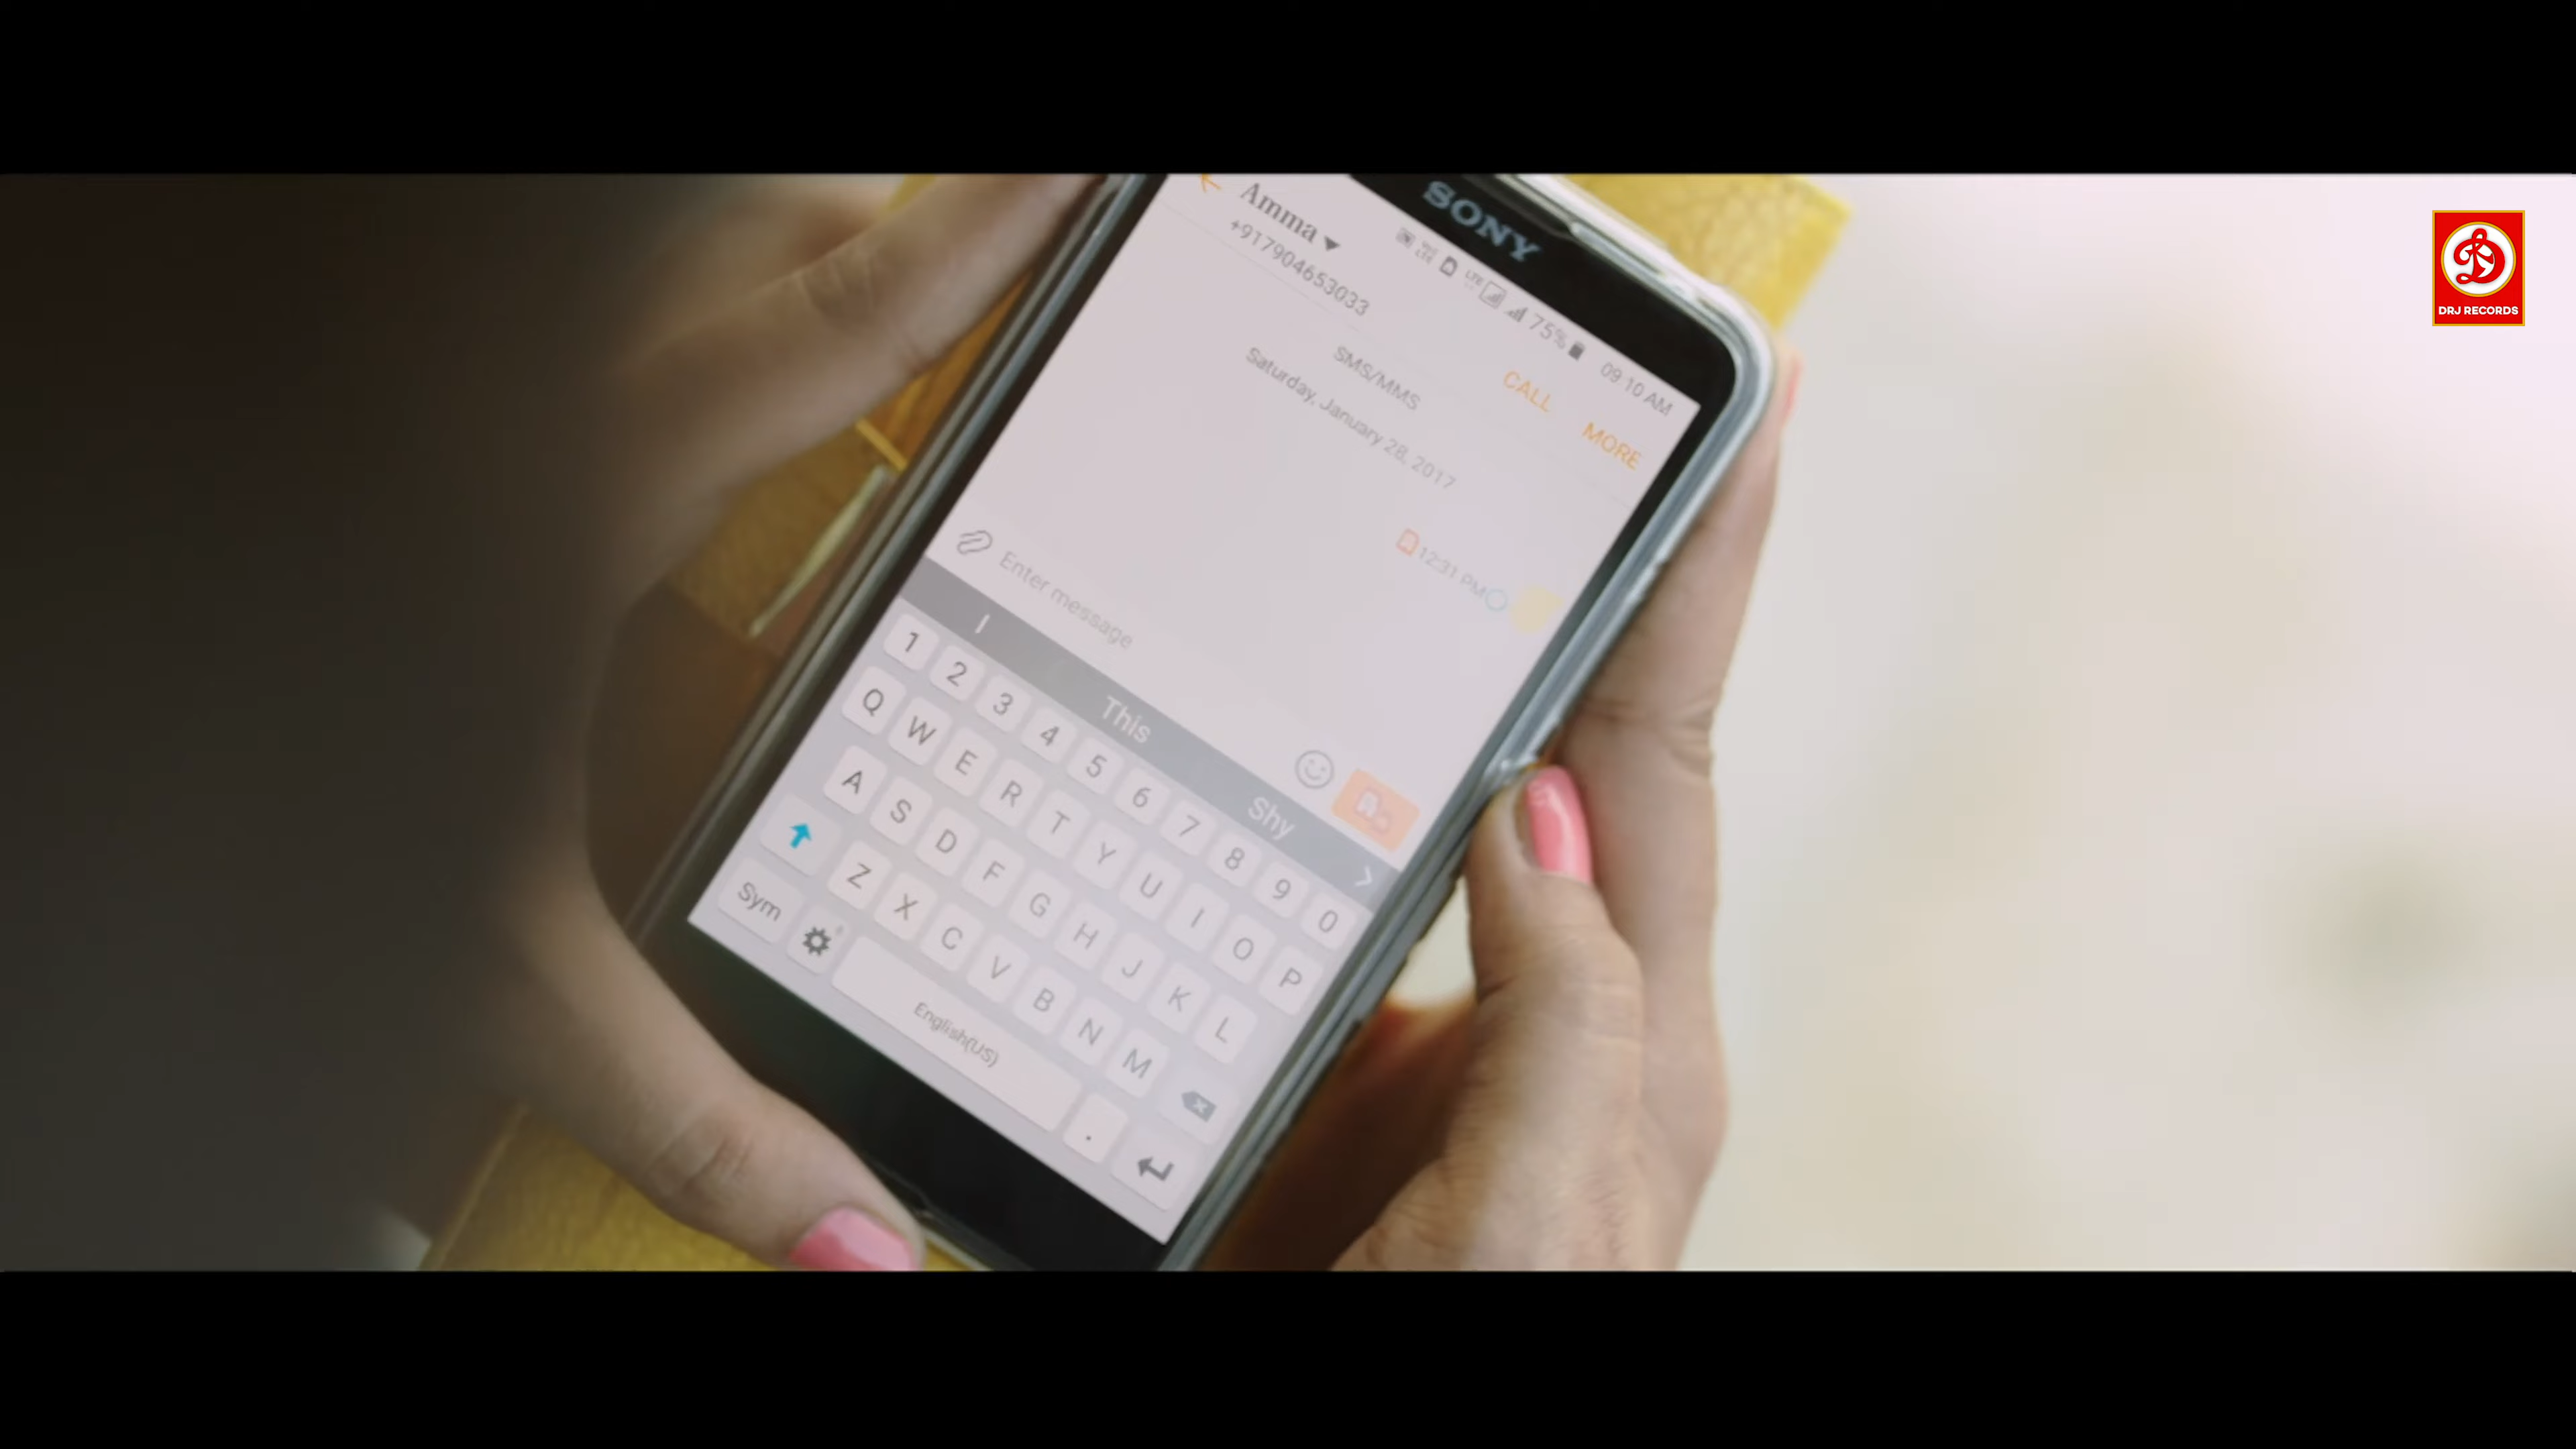 SONY
75% 09:10 AM
Amma
+917904653033
CALL
MORE
SMS/MMS
Saturday, January 28, 2017
12:31 PM
Enter message
I This Shy
1 2 3 4 5 6 7 8 9 0
Q W E R T Y U I O P
A S D F G H J K L
Z X C V B N M
Sym English(US) .
DRJ RECORDS